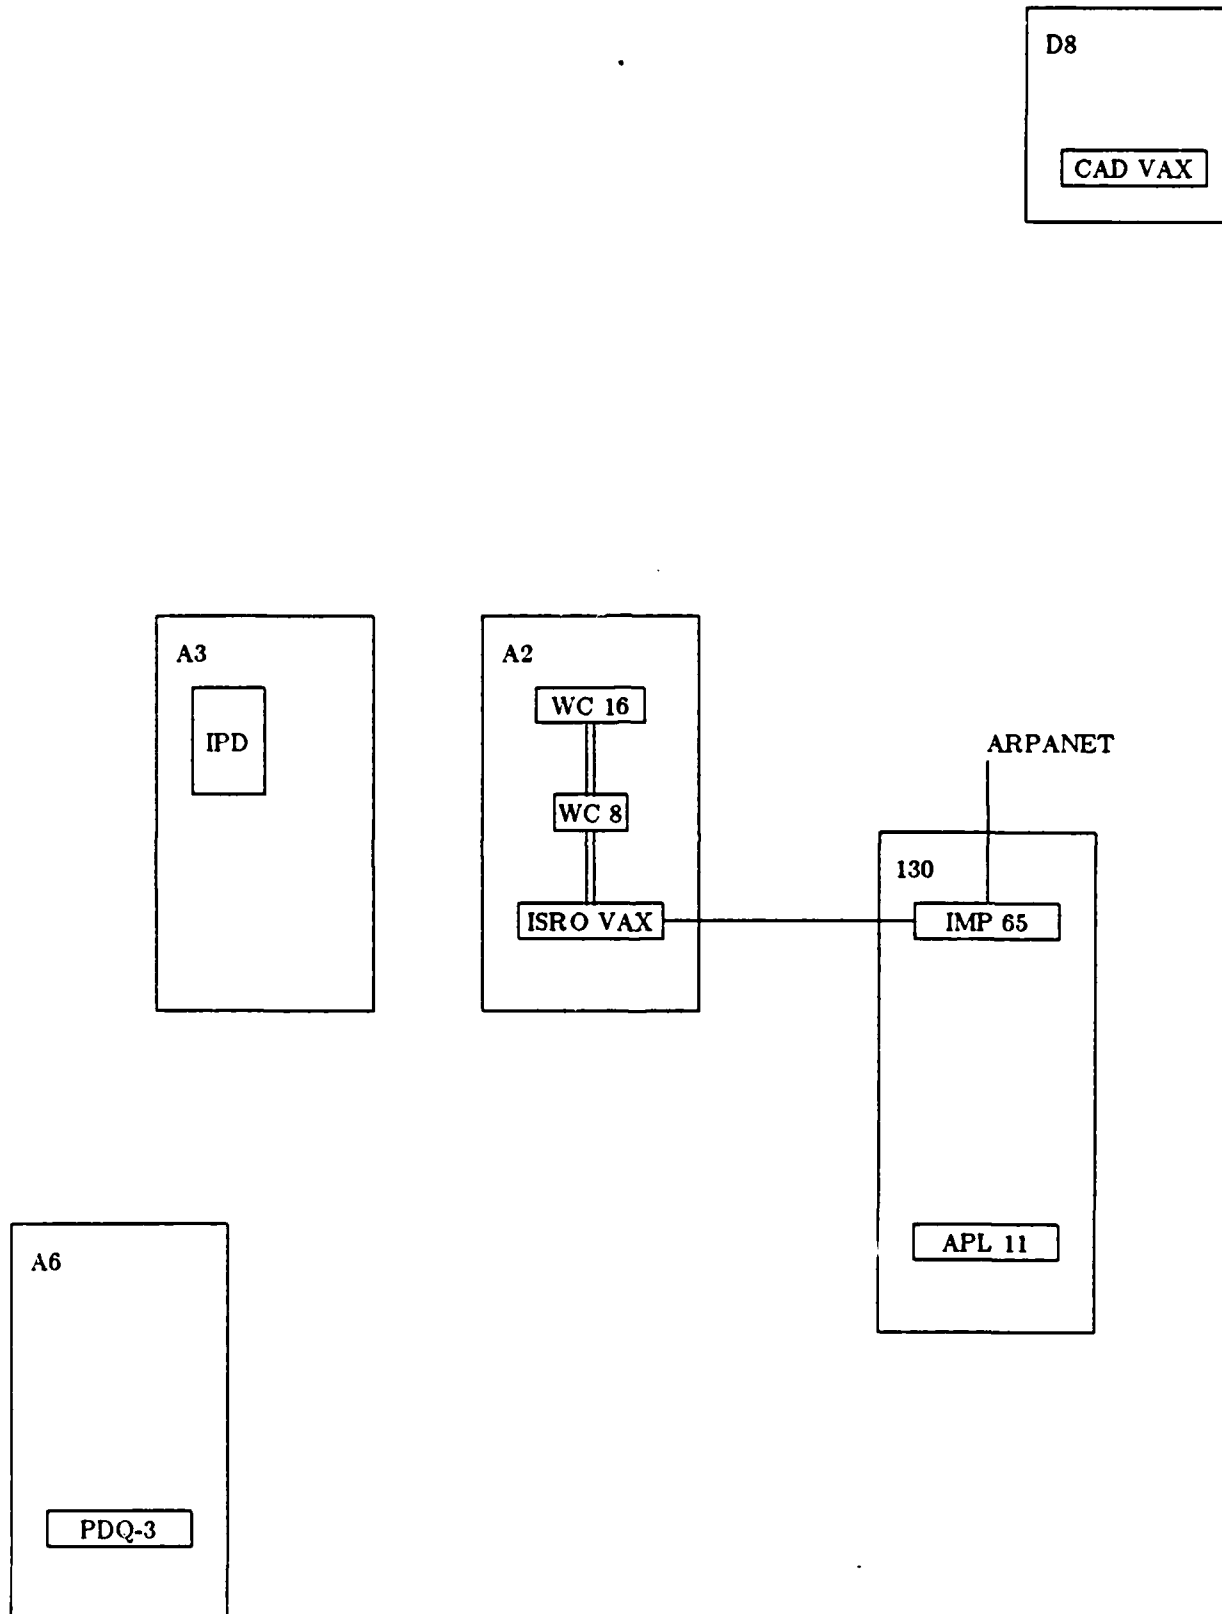 D8
CAD VAX
A3
IPD
A2
WC 16
WC 8
ISRO VAX
ARPANET
130
IMP 65
APL 11
A6
PDQ-3